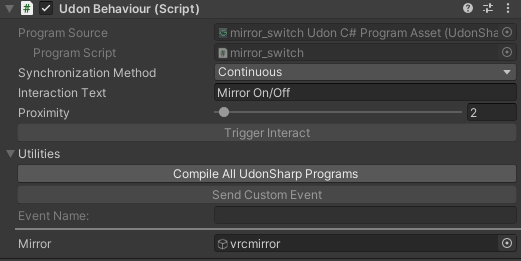 Udon Behaviour (Script)
Program Source mirror_switch Udon C# Program Asset (UdonSha
Program Script mirror_switch
Synchronization Method Continuous
Interaction Text Mirror On/Off
Proximity 2
Trigger Interact
Utilities
Compile All UdonSharp Programs
Send Custom Event
Event Name:
Mirror vrcmirror